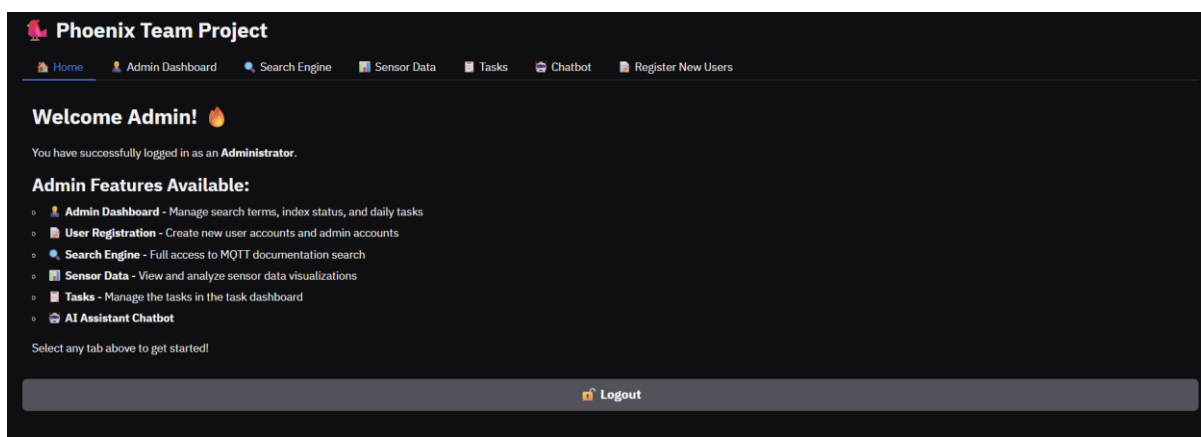 Phoenix Team Project
Home Admin Dashboard Search Engine Sensor Data Tasks Chatbot Register New Users
Welcome Admin!
You have successfully logged in as an Administrator.
Admin Features Available:
Admin Dashboard - Manage search terms, index status, and daily tasks
User Registration - Create new user accounts and admin accounts
Search Engine - Full access to MQTT documentation search
Sensor Data - View and analyze sensor data visualizations
Tasks - Manage the tasks in the task dashboard
AI Assistant Chatbot
Select any tab above to get started!
Logout